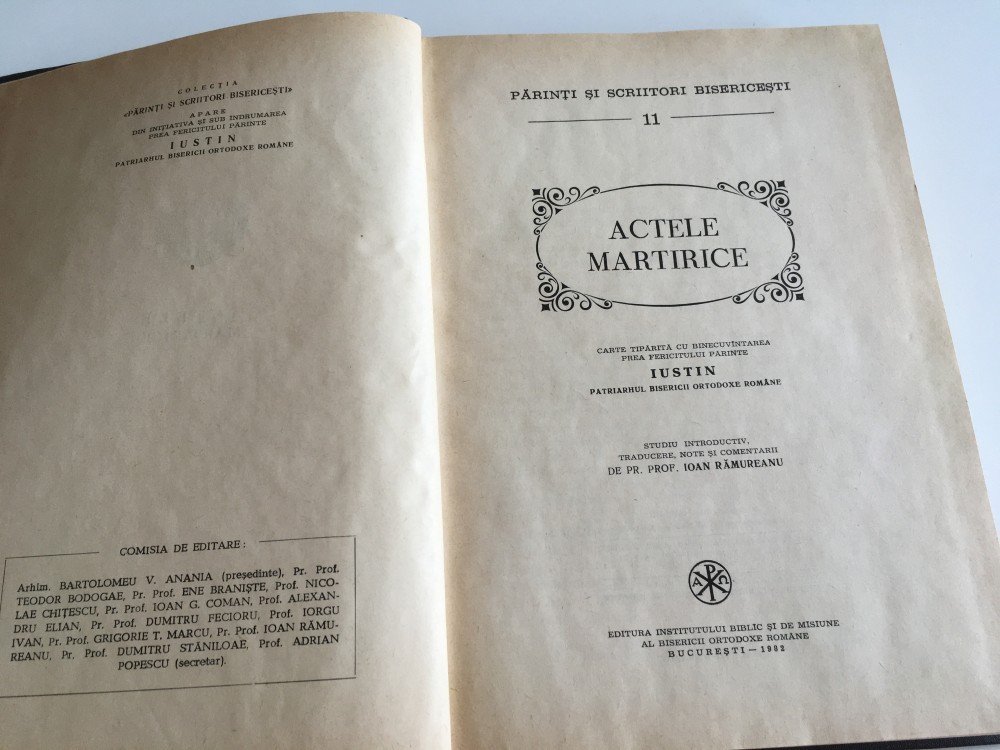 COLECȚIA
«PĂRINȚI ȘI SCRIITORI BISERICEȘTI»
APARE
DIN INIȚIATIVA ȘI SUB INDRUMAREA
PREA FERICITULUI PĂRINTE
IUSTIN
PATRIARHUL BISERICII ORTODOXE ROMÂNE
COMISIA DE EDITARE :
Arhim. BARTOLOMEU V. ANANIA (președinte), Pr. Prof.
TEODOR BODOGAE, Pr. Prof. ENE BRANIȘTE, Prof. NICO-
LAE CHIȚESCU, Pr. Prof. IOAN G. COMAN, Prof. ALEXAN-
DRU ELIAN, Pr. Prof. DUMITRU FECIORU, Prof. IORGU
IVAN, Pr. Prof. GRIGORIE T. MARCU, Pr. Prof. IOAN RĂMU-
REANU, Pr. Prof. DUMITRU STĂNILOAE, Prof. ADRIAN
POPESCU (secretar).
PĂRINȚI ȘI SCRIITORI BISERICEȘTI
11
ACTELE
MARTIRICE
CARTE TIPĂRITĂ CU BINECUVÎNTAREA
PREA FERICITULUI PĂRINTE
IUSTIN
PATRIARHUL BISERICII ORTODOXE ROMÂNE
STUDIU INTRODUCTIV,
TRADUCERE, NOTE ȘI COMENTARII
DE PR. PROF. IOAN RĂMUREANU
EDITURA INSTITUTULUI BIBLIC ȘI DE MISIUNE
AL BISERICII ORTODOXE ROMÂNE
BUCUREȘTI — 1982